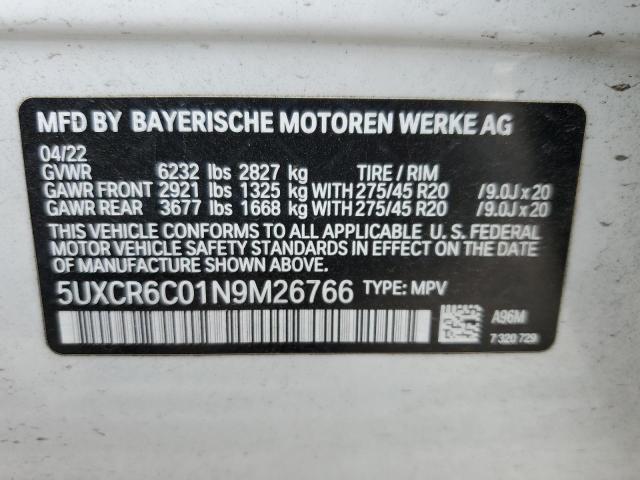 MFD BY BAYERISCHE MOTOREN WERKE AG
04/22
GVWR 6232 lbs 2827 kg TIRE / RIM
GAWR FRONT 2921 lbs 1325 kg WITH 275/45 R20 /9.0J x 20
GAWR REAR 3677 lbs 1668 kg WITH 275/45 R20 /9.0J x 20
THIS VEHICLE CONFORMS TO ALL APPLICABLE U. S. FEDERAL
MOTOR VEHICLE SAFETY STANDARDS IN EFFECT ON THE DATE
OF MANUFACTURE SHOWN ABOVE.
5UXCR6C01N9M26766 TYPE: MPV
A96M
7 320 729